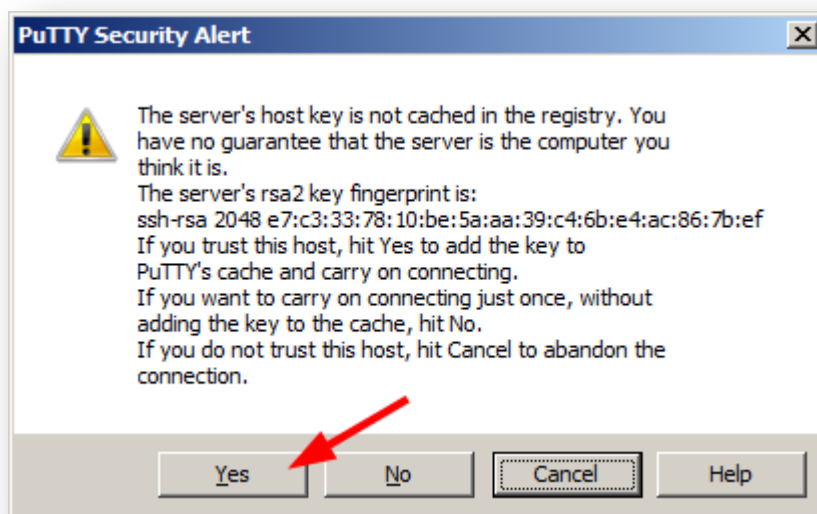 PuTTY Security Alert
The server's host key is not cached in the registry. You
have no guarantee that the server is the computer you
think it is.
The server's rsa2 key fingerprint is:
ssh-rsa 2048 e7:c3:33:78:10:be:5a:aa:39:c4:6b:e4:ac:86:7b:ef
If you trust this host, hit Yes to add the key to
PuTTY's cache and carry on connecting.
If you want to carry on connecting just once, without
adding the key to the cache, hit No.
If you do not trust this host, hit Cancel to abandon the
connection.
Yes No Cancel Help